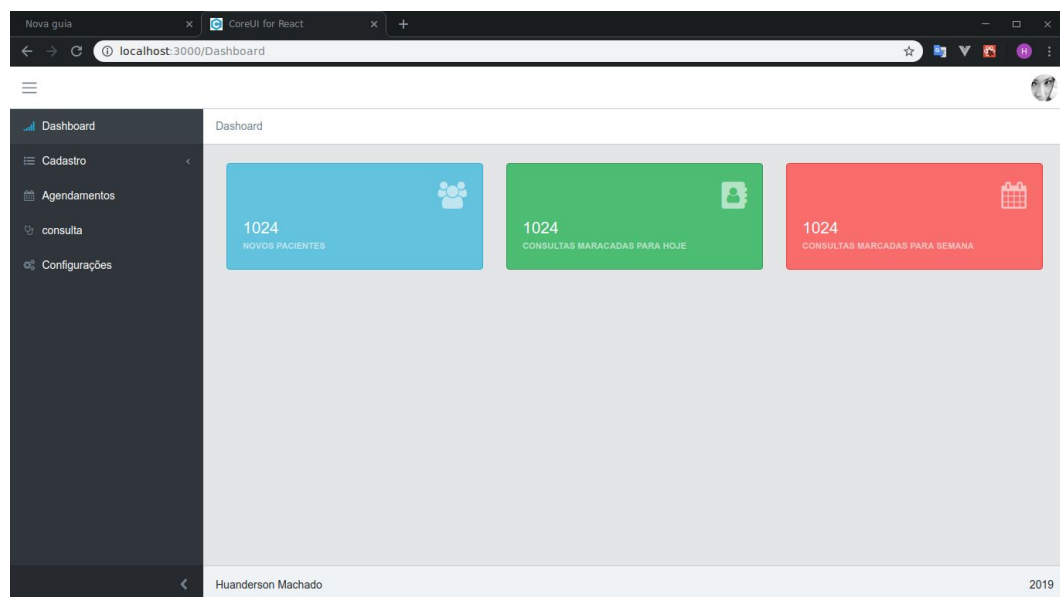 Nova guia
CoreUI for React
localhost:3000/Dashboard
H
Dashboard
Dashoard
Cadastro
Agendamentos
consulta
Configurações
1024
NOVOS PACIENTES
1024
CONSULTAS MARACADAS PARA HOJE
1024
CONSULTAS MARCADAS PARA SEMANA
Huanderson Machado
2019